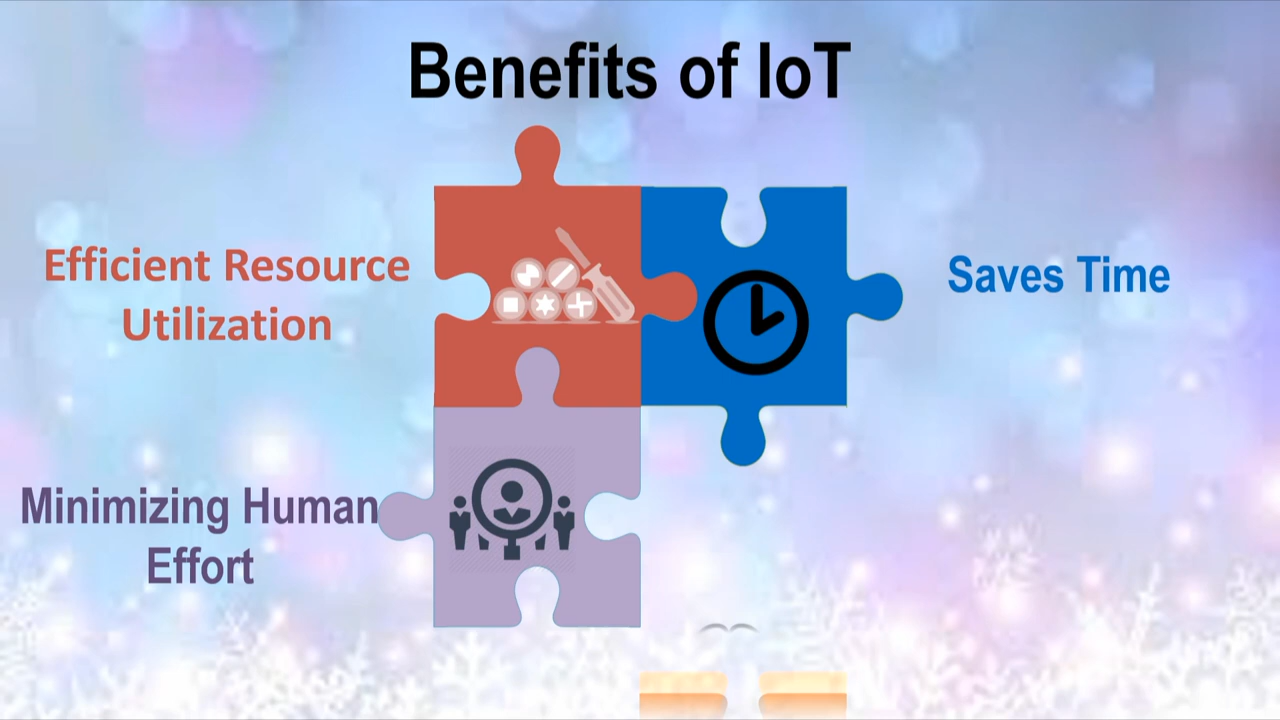 Benefits of IoT
Efficient Resource
Utilization
Saves Time
Minimizing Human
Effort